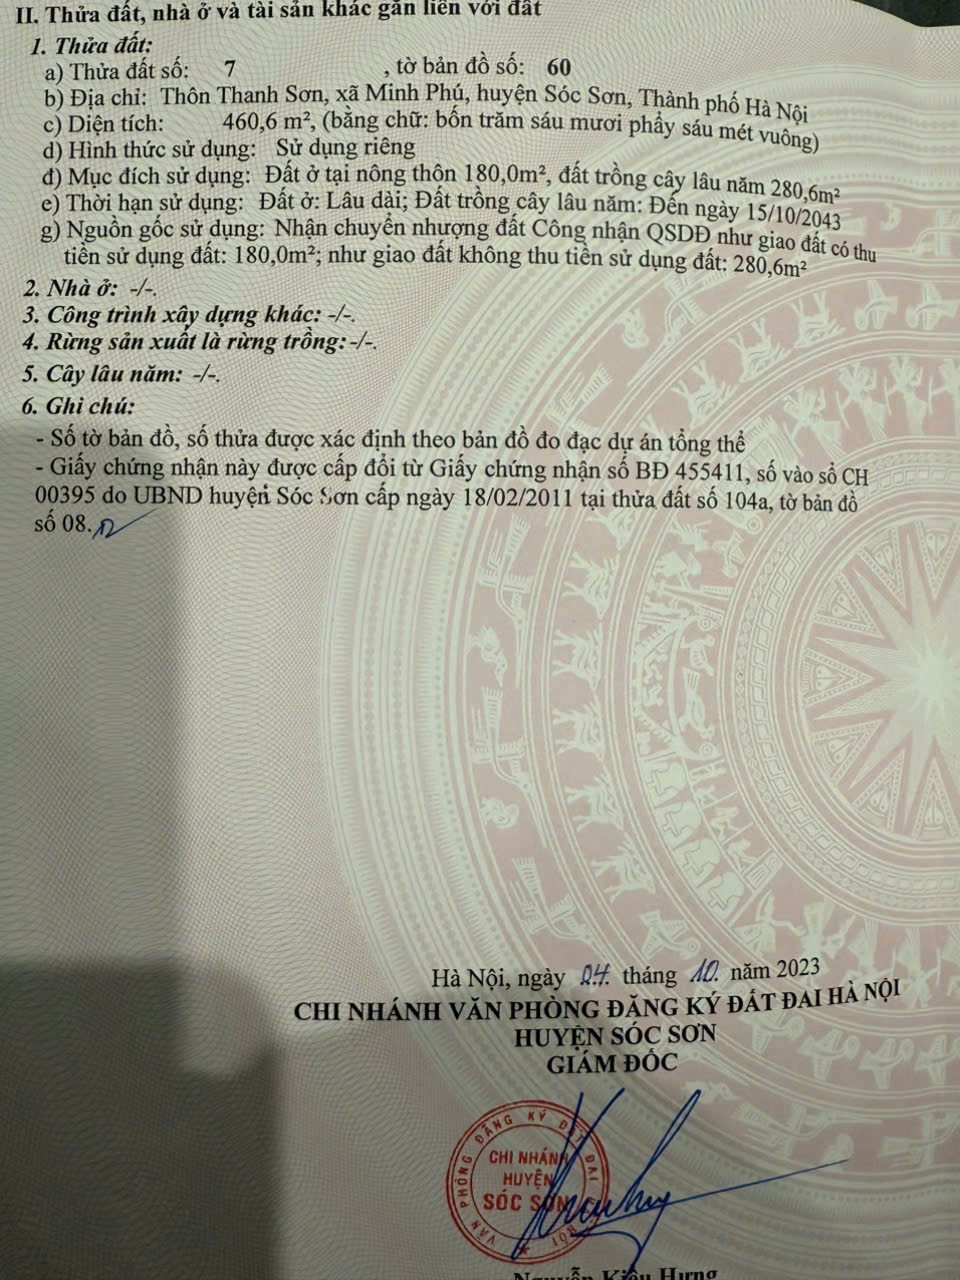 II. Thửa đất, nhà ở và tài sản khác gắn liền với đất
1. Thửa đất:
a) Thửa đất số: 7 , tờ bản đồ số: 60
b) Địa chỉ: Thôn Thanh Sơn, xã Minh Phú, huyện Sóc Sơn, Thành phố Hà Nội
c) Diện tích: 460,6 m², (bằng chữ: bốn trăm sáu mươi phẩy sáu mét vuông)
d) Hình thức sử dụng: Sử dụng riêng
đ) Mục đích sử dụng: Đất ở tại nông thôn 180,0m², đất trồng cây lâu năm 280,6m²
e) Thời hạn sử dụng: Đất ở: Lâu dài; Đất trồng cây lâu năm: Đến ngày 15/10/2043
g) Nguồn gốc sử dụng: Nhận chuyển nhượng đất Công nhận QSDĐ như giao đất có thu
tiền sử dụng đất: 180,0m²; như giao đất không thu tiền sử dụng đất: 280,6m²
2. Nhà ở: -/-.
3. Công trình xây dựng khác: -/-.
4. Rừng sản xuất là rừng trồng: -/-.
5. Cây lâu năm: -/-.
6. Ghi chú:
- Số tờ bản đồ, số thửa được xác định theo bản đồ đo đạc dự án tổng thể
- Giấy chứng nhận này được cấp đổi từ Giấy chứng nhận số BĐ 455411, số vào sổ CH
00395 do UBND huyện Sóc Sơn cấp ngày 18/02/2011 tại thửa đất số 104a, tờ bản đồ
số 08.
Hà Nội, ngày 24 tháng 10 năm 2023
CHI NHÁNH VĂN PHÒNG ĐĂNG KÝ ĐẤT ĐAI HÀ NỘI
HUYỆN SÓC SƠN
GIÁM ĐỐC
VĂN PHÒNG ĐĂNG KÝ ĐẤT ĐAI HÀ NỘI
CHI NHÁNH
HUYỆN
SÓC SƠN
Nguyễn Kiều Hưng